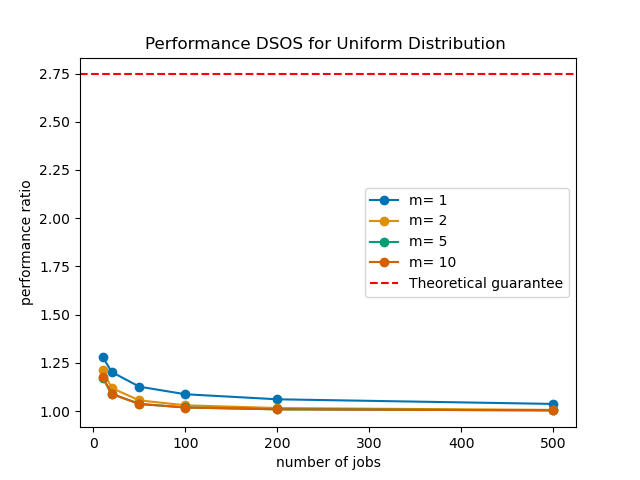 Performance DSOS for Uniform Distribution
performance ratio
2.75
2.50
2.25
2.00
1.75
1.50
1.25
1.00
m= 1
m= 2
m= 5
m= 10
Theoretical guarantee
0
100
200
300
400
500
number of jobs